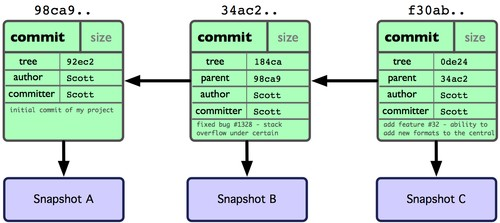 98ca9..
commit size
tree 92ec2
author Scott
committer Scott
initial commit of my project
Snapshot A
34ac2..
commit size
tree 184ca
parent 98ca9
author Scott
committer Scott
fixed bug #1328 - stack
overflow under certain
Snapshot B
f30ab..
commit size
tree 0de24
parent 34ac2
author Scott
committer Scott
add feature #32 - ability to
add new formats to the central
Snapshot C